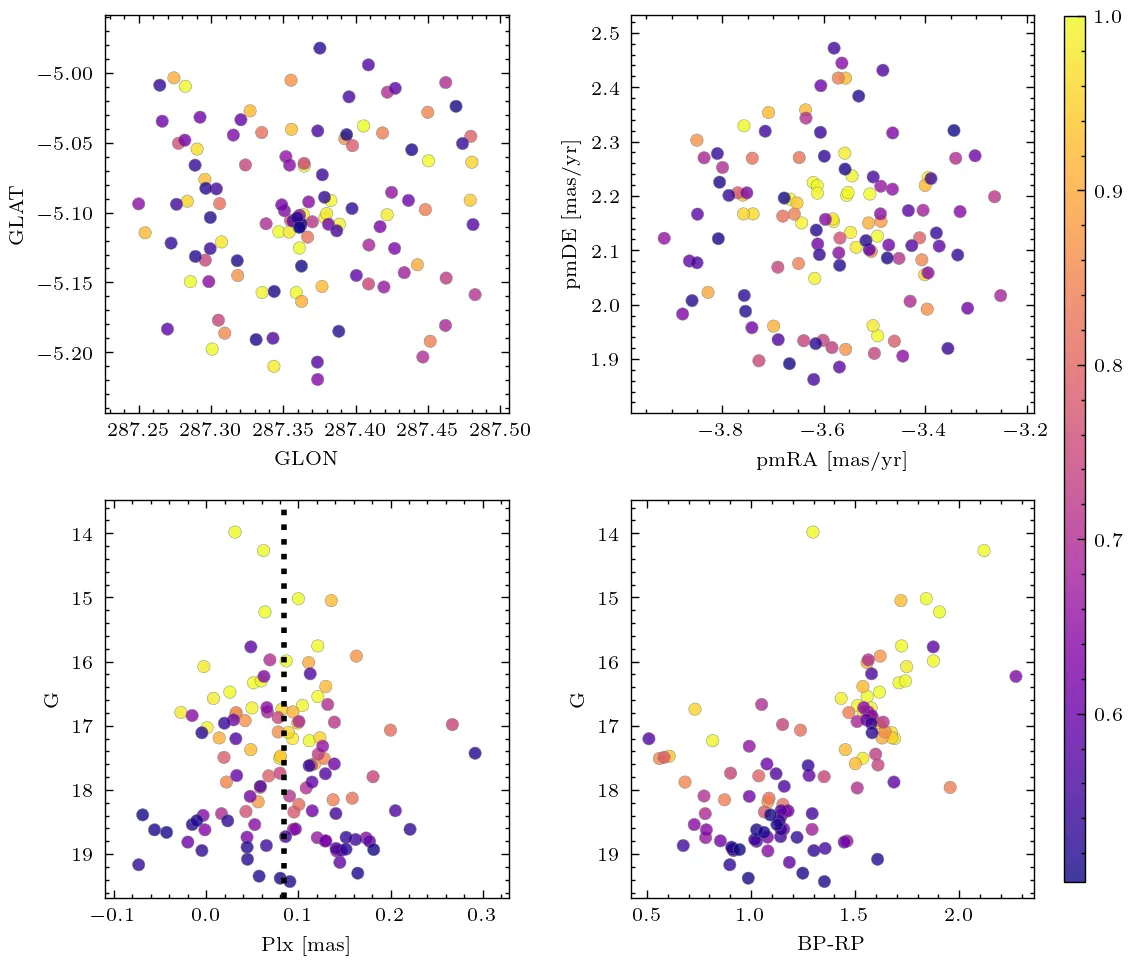 −5.00
−5.05
−5.10
−5.15
−5.20
GLAT
287.25 287.30 287.35 287.40 287.45 287.50
GLON
2.5
2.4
2.3
2.2
2.1
2.0
1.9
pmDE [mas/yr]
−3.8 −3.6 −3.4 −3.2
pmRA [mas/yr]
1.0
0.9
0.8
0.7
0.6
14
15
16
17
18
19
G
−0.1 0.0 0.1 0.2 0.3
Plx [mas]
14
15
16
17
18
19
G
0.5 1.0 1.5 2.0
BP-RP